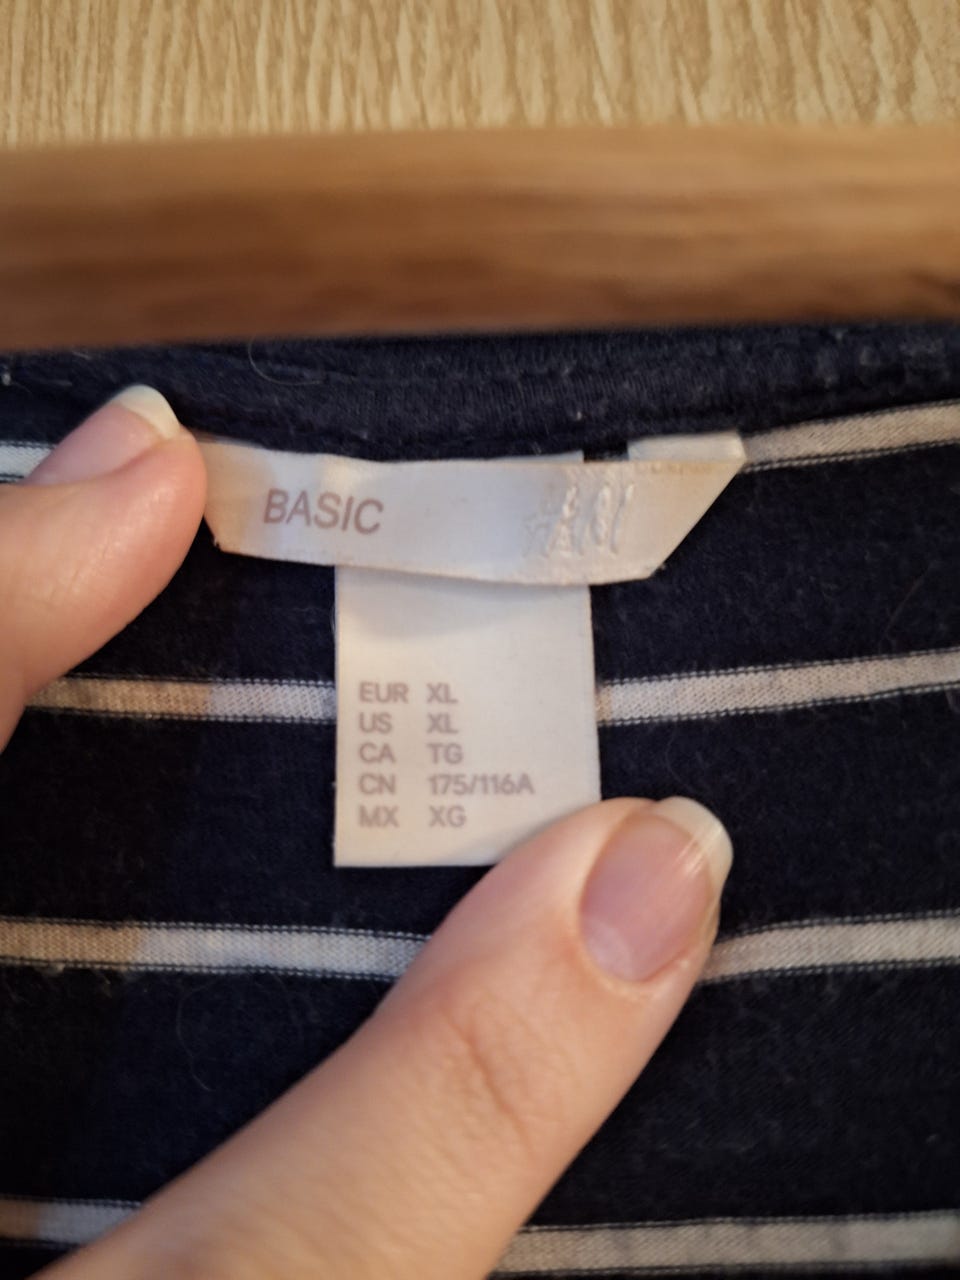 BASIC H&M
EUR XL
US XL
CA TG
CN 175/116A
MX XG